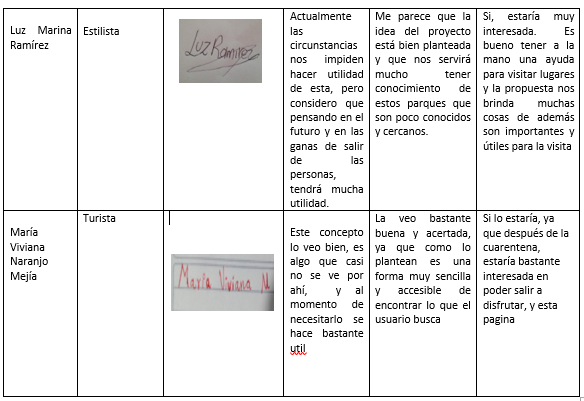 Luz Marina
Ramírez
Estilista
LuzRamirez
Actualmente
las
circunstancias
nos impiden
hacer utilidad
de esta, pero
considero que
pensando en el
futuro y en las
ganas de salir
de las
personas,
tendrá mucha
utilidad.
Me parece que la
idea del proyecto
está bien planteada
y que nos servirá
mucho tener
conocimiento de
estos parques que
son poco conocidos
y cercanos.
Si, estaría muy
interesada. Es
bueno tener a la
mano una ayuda
para visitar lugares
y la propuesta nos
brinda muchas
cosas de además
son importantes y
útiles para la visita
María
Viviana
Naranjo
Mejía
Turista
María Viviana N
Este concepto
lo veo bien, es
algo que casi
no se ve por
ahí, y al
momento de
necesitarlo se
hace bastante
util
La veo bastante
buena y acertada,
ya que como lo
plantean es una
forma muy sencilla
y accesible de
encontrar lo que el
usuario busca
Si lo estaría, ya
que después de la
cuarentena,
estaría bastante
interesada en
poder salir a
disfrutar, y esta
pagina